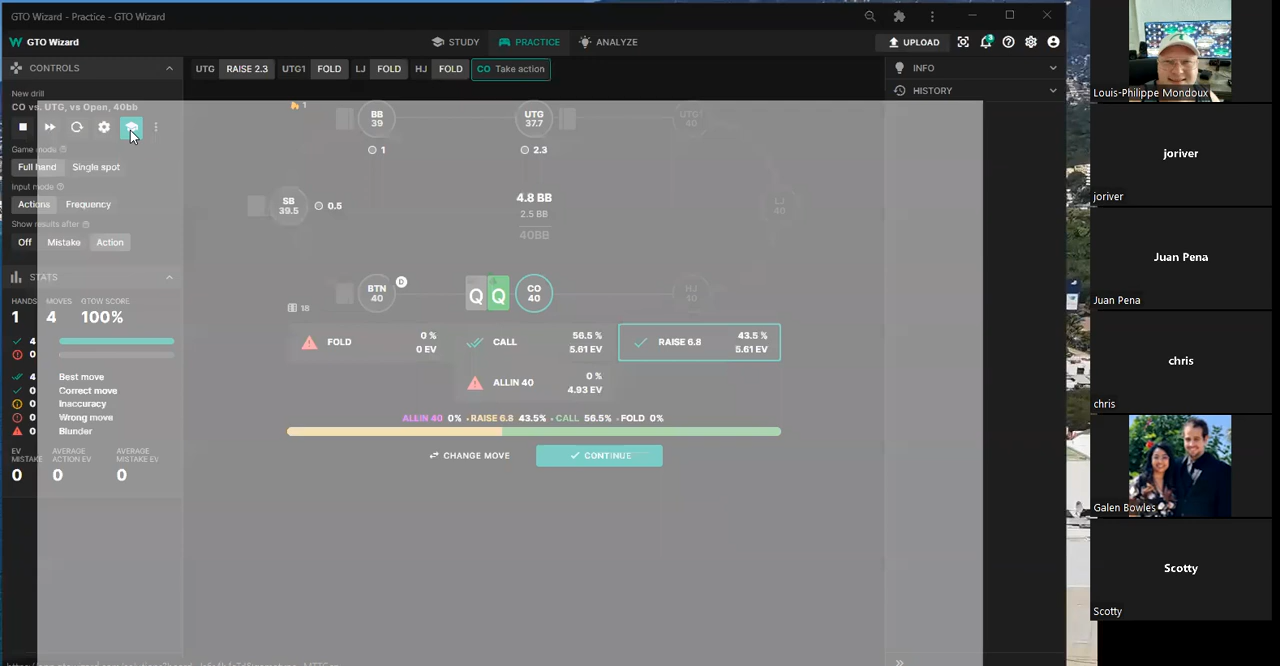 GTO Wizard - Practice - GTO Wizard
GTO Wizard
STUDY
PRACTICE
ANALYZE
UPLOAD
CONTROLS
UTG RAISE 2.3 UTG1 FOLD LJ FOLD HJ FOLD CO Take action
INFO
HISTORY
New drill
CO vs. UTG, vs Open, 40bb
Game mode
Full hand Single spot
Input mode
Actions Frequency
Show results after
Off Mistake Action
STATS
HANDS MOVES GTOW SCORE
1 4 100%
4
0
4 Best move
0 Correct move
0 Inaccuracy
0 Wrong move
0 Blunder
EV MISTAKE AVERAGE ACTION EV AVERAGE MISTAKE EV
0 0 0
1
BB 39
1
UTG 37.7
2.3
UTG1 40
SB 39.5
0.5
4.8 BB
2.5 BB
40BB
LJ 40
BTN 40
D
Q Q
CO 40
HJ
18
FOLD 0 % 0 EV
CALL 56.5 % 5.61 EV
RAISE 6.8 43.5 % 5.61 EV
ALLIN 40 0 % 4.93 EV
ALLIN 40 0% RAISE 6.8 43.5% CALL 56.5% FOLD 0%
CHANGE MOVE
CONTINUE
Louis-Philippe Mondoux
joriver
joriver
Juan Pena
Juan Pena
chris
chris
Galen Bowles
Scotty
Scotty